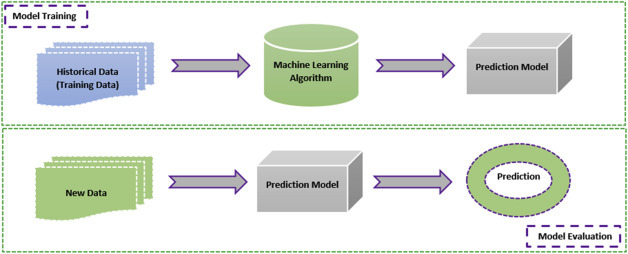 Model Training
Historical Data
(Training Data)
Machine Learning
Algorithm
Prediction Model
New Data
Prediction Model
Prediction
Model Evaluation